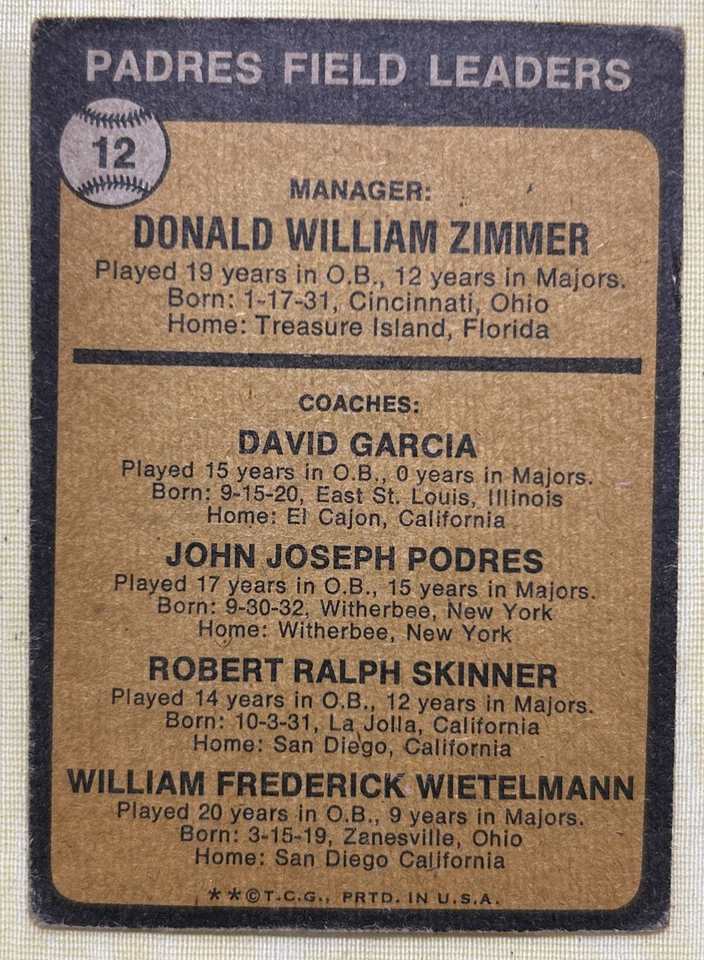 PADRES FIELD LEADERS
12
MANAGER:
DONALD WILLIAM ZIMMER
Played 19 years in O.B., 12 years in Majors.
Born: 1-17-31, Cincinnati, Ohio
Home: Treasure Island, Florida
COACHES:
DAVID GARCIA
Played 15 years in O.B., 0 years in Majors.
Born: 9-15-20, East St. Louis, Illinois
Home: El Cajon, California
JOHN JOSEPH PODRES
Played 17 years in O.B., 15 years in Majors.
Born: 9-30-32, Witherbee, New York
Home: Witherbee, New York
ROBERT RALPH SKINNER
Played 14 years in O.B., 12 years in Majors.
Born: 10-3-31, La Jolla, California
Home: San Diego, California
WILLIAM FREDERICK WIETELMANN
Played 20 years in O.B., 9 years in Majors.
Born: 3-15-19, Zanesville, Ohio
Home: San Diego California
**©T.C.G., PRTD. IN U.S.A.